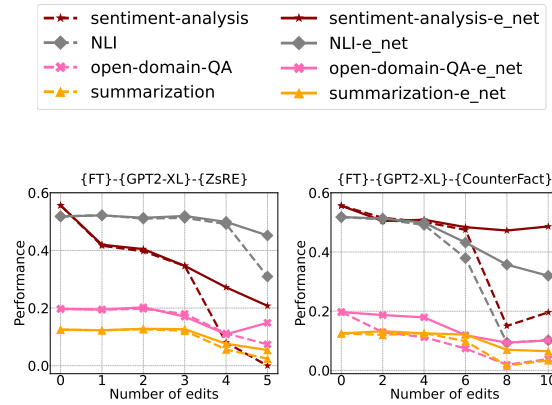 sentiment-analysis
NLI
open-domain-QA
summarization
sentiment-analysis-e_net
NLI-e_net
open-domain-QA-e_net
summarization-e_net
{FT}-{GPT2-XL}-{ZsRE}
0.6
0.4
0.2
0.0
Performance
0 1 2 3 4 5
Number of edits
{FT}-{GPT2-XL}-{CounterFact}
0.6
0.4
0.2
0.0
Performance
0 2 4 6 8 10
Number of edits